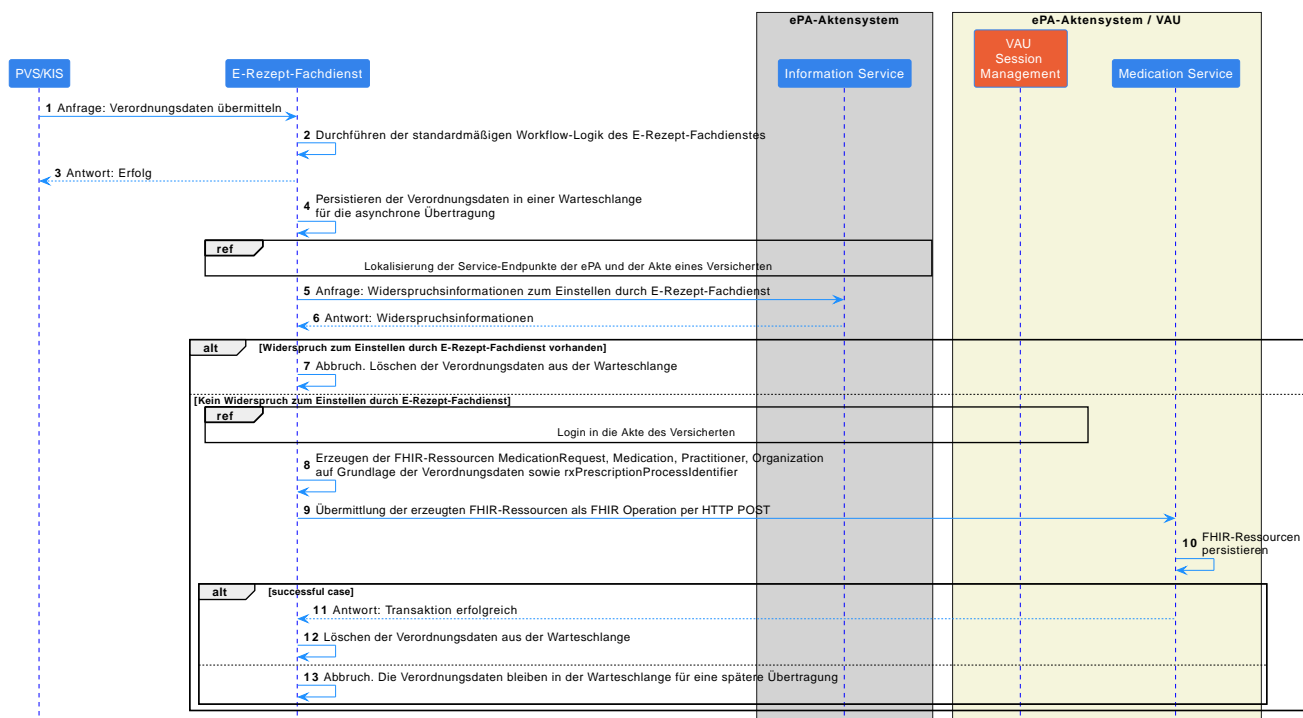 ePA-Aktensystem
ePA-Aktensystem / VAU
PVS/KIS
E-Rezept-Fachdienst
Information Service
VAU
Session
Management
Medication Service
1 Anfrage: Verordnungsdaten übermitteln
2 Durchführen der standardmäßigen Workflow-Logik des E-Rezept-Fachdienstes
3 Antwort: Erfolg
4 Persistieren der Verordnungsdaten in einer Warteschlange
für die asynchrone Übertragung
ref
Lokalisierung der Service-Endpunkte der ePA und der Akte eines Versicherten
5 Anfrage: Widerspruchsinformationen zum Einstellen durch E-Rezept-Fachdienst
6 Antwort: Widerspruchsinformationen
alt [Widerspruch zum Einstellen durch E-Rezept-Fachdienst vorhanden]
7 Abbruch. Löschen der Verordnungsdaten aus der Warteschlange
[Kein Widerspruch zum Einstellen durch E-Rezept-Fachdienst]
ref
Login in die Akte des Versicherten
8 Erzeugen der FHIR-Ressourcen MedicationRequest, Medication, Practitioner, Organization
auf Grundlage der Verordnungsdaten sowie rxPrescriptionProcessIdentifier
9 Übermittlung der erzeugten FHIR-Ressourcen als FHIR Operation per HTTP POST
10 FHIR-Ressourcen
persistieren
alt [successful case]
11 Antwort: Transaktion erfolgreich
12 Löschen der Verordnungsdaten aus der Warteschlange
13 Abbruch. Die Verordnungsdaten bleiben in der Warteschlange für eine spätere Übertragung